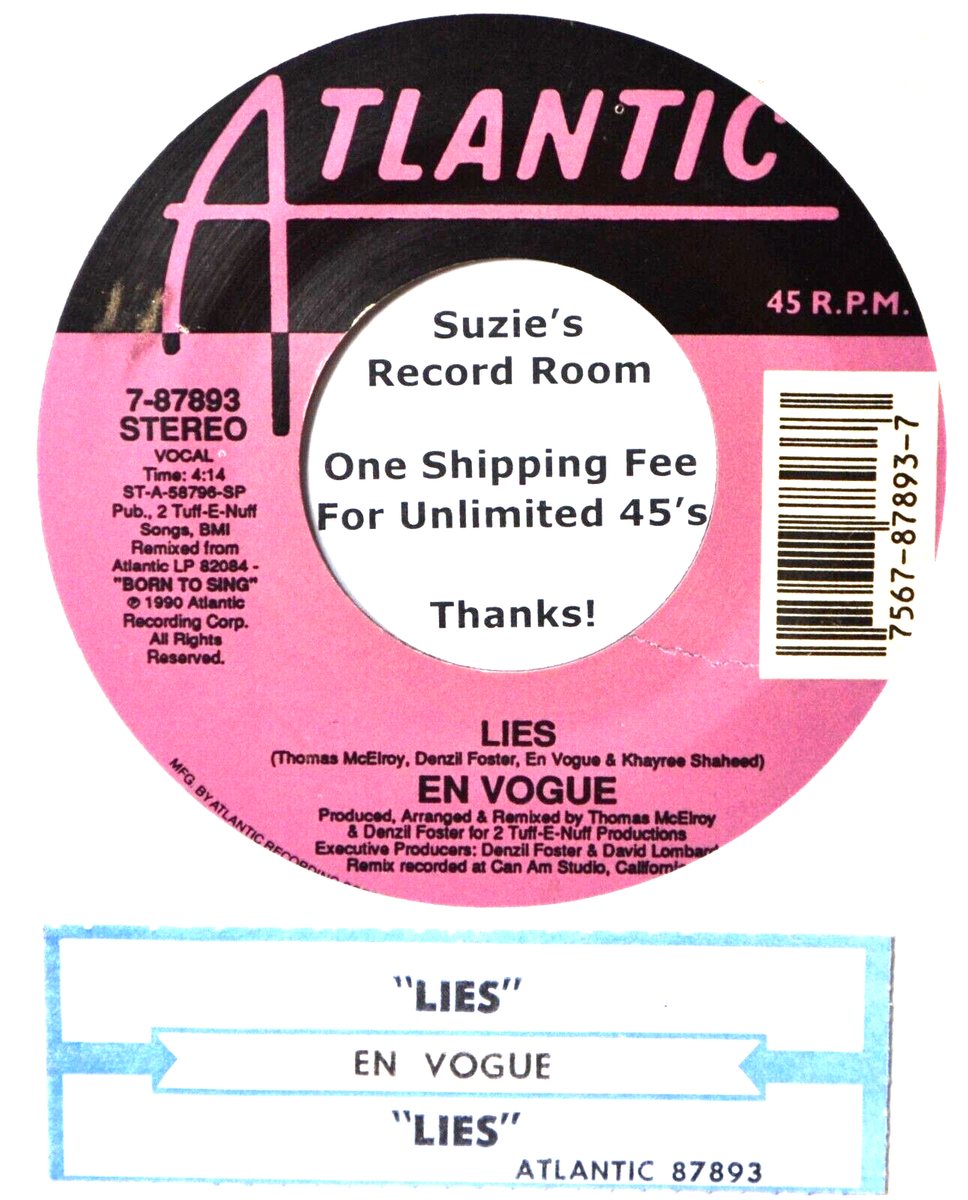 ATLANTIC
45 R.P.M.
Suzie's
Record Room
One Shipping Fee
For Unlimited 45's
Thanks!
7-87893
STEREO
VOCAL
Time: 4:14
ST-A-58796-SP
Pub., 2 Tuff-E-Nuff
Songs, BMI
Remixed from
Atlantic LP 82084 -
"BORN TO SING"
℗ 1990 Atlantic
Recording Corp.
All Rights
Reserved.
7567-87893-7
LIES
(Thomas McElroy, Denzil Foster, En Vogue & Khayree Shaheed)
EN VOGUE
Produced, Arranged & Remixed by Thomas McElroy
& Denzil Foster for 2 Tuff-E-Nuff Productions
Executive Producers: Denzil Foster & David Lombard
Remix recorded at Can Am Studio, California
MFG. BY ATLANTIC RECORDING
"LIES"
EN VOGUE
"LIES"
ATLANTIC 87893